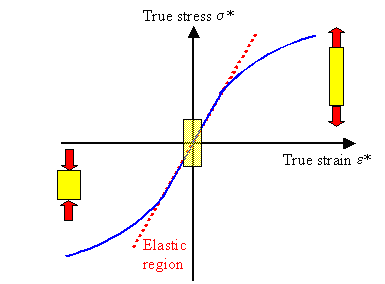 True stress σ*
True strain ε*
Elastic
region